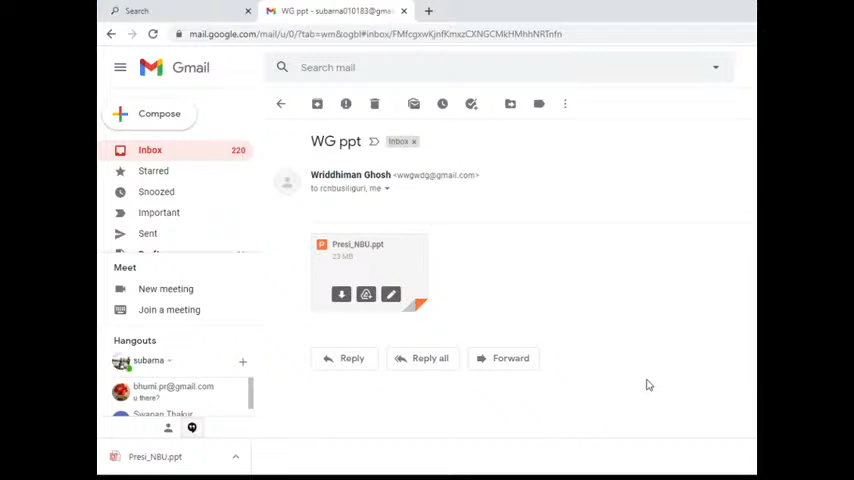 Search
WG ppt - subarna010183@gma
mail.google.com/mail/u/0/?tab=wm&ogbl#inbox/FMfcgxwKjnfKmxzCXNGCMkHMhhNRTnfn
Gmail
Search mail
Compose
Inbox 220
Starred
Snoozed
Important
Sent
Meet
New meeting
Join a meeting
Hangouts
subarna
bhumi.pr@gmail.com
u there?
Swapan Thakur
WG ppt Inbox x
Wriddhiman Ghosh <wwgwdg@gmail.com>
to rcnbusiliguri, me
P Presi_NBU.ppt
23 MB
Reply
Reply all
Forward
Presi_NBU.ppt